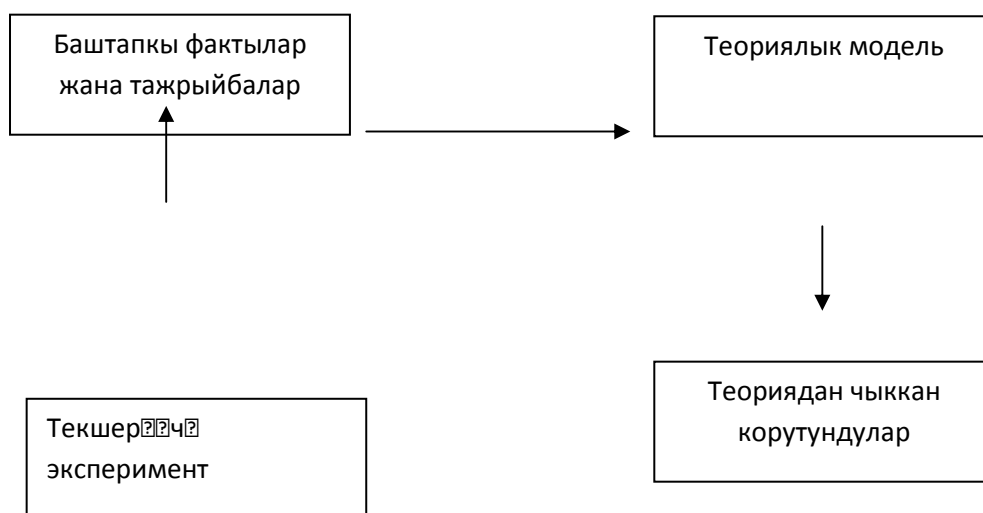 Баштапкы фактылар
жана тажрыйбалар
Теориялык модель
Теориядан чыккан
корутундулар
эксперимент